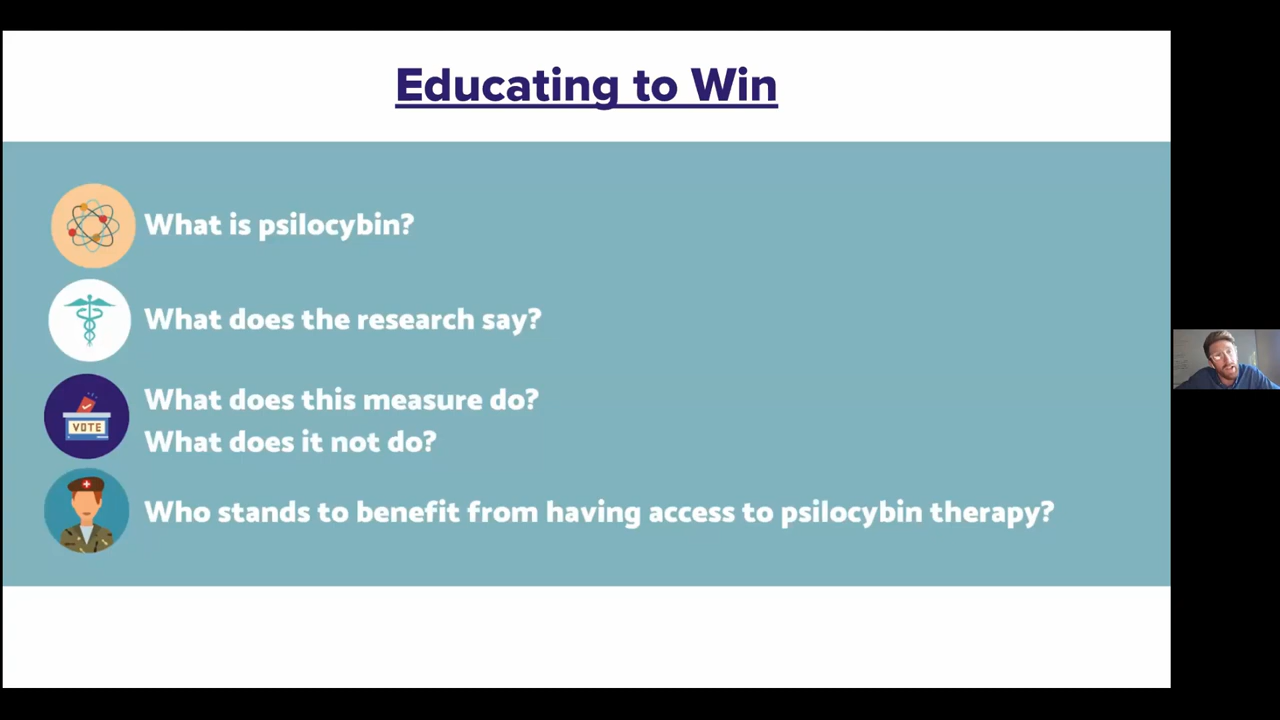 Educating to Win
What is psilocybin?
What does the research say?
VOTE
What does this measure do?
What does it not do?
Who stands to benefit from having access to psilocybin therapy?